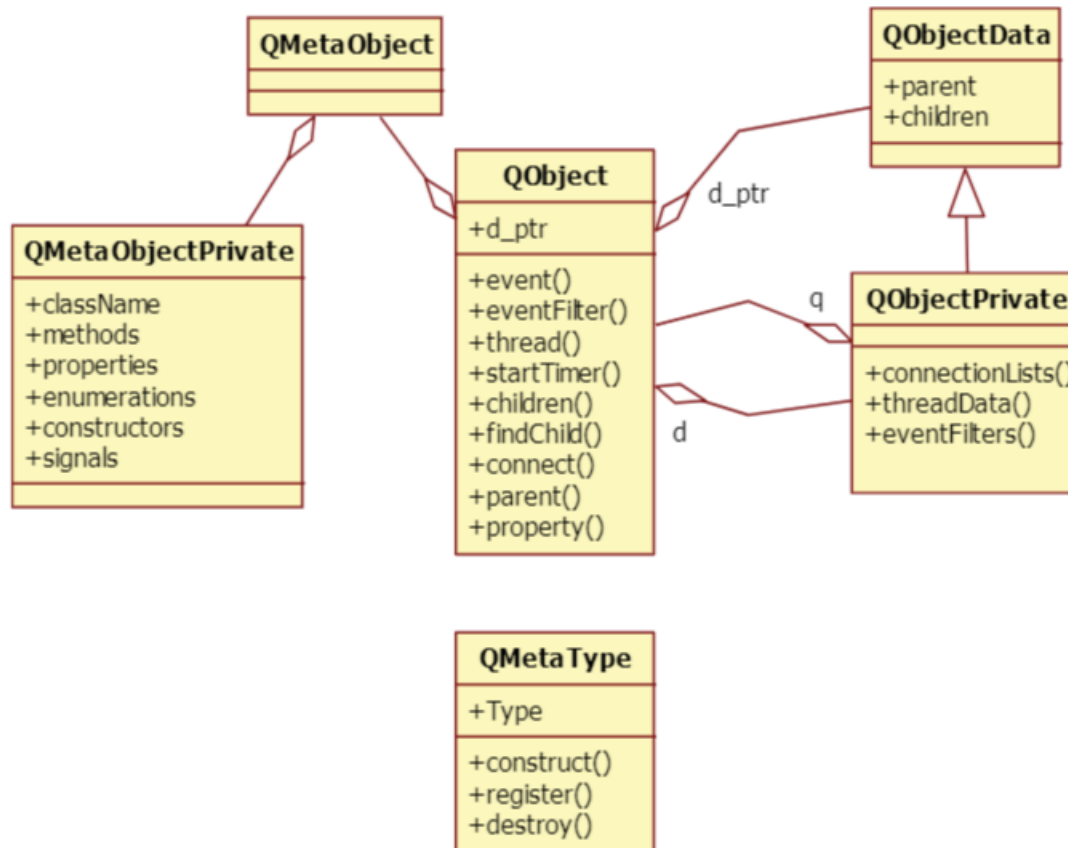 QMetaObject
QObjectData
+parent
+children
QObject
+d_ptr
+event()
+eventFilter()
+thread()
+startTimer()
+children()
+findChild()
+connect()
+parent()
+property()
d_ptr
QMetaObjectPrivate
+className
+methods
+properties
+enumerations
+constructors
+signals
q
d
QObjectPrivate
+connectionLists()
+threadData()
+eventFilters()
QMetaType
+Type
+construct()
+register()
+destroy()